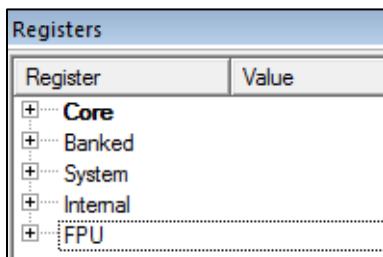 Registers
Register Value
Core
Banked
System
Internal
FPU